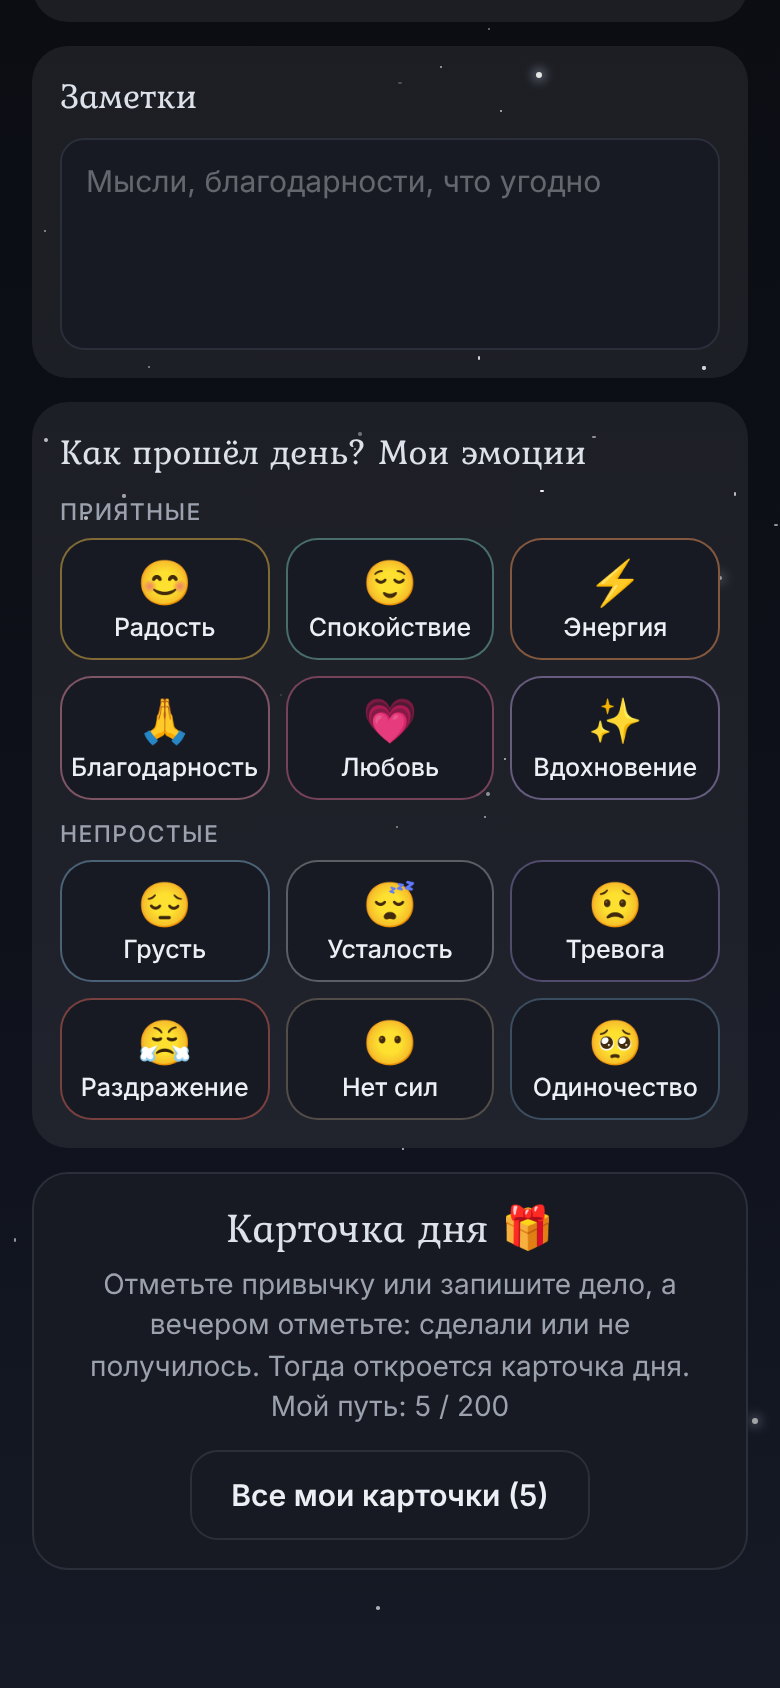 Заметки
Мысли, благодарности, что угодно
Как прошёл день? Мои эмоции
ПРИЯТНЫЕ
Радость
Спокойствие
Энергия
Благодарность
Любовь
Вдохновение
НЕПРОСТЫЕ
Грусть
Усталость
Тревога
Раздражение
Нет сил
Одиночество
Карточка дня 🎁
Отметьте привычку или запишите дело, а
вечером отметьте: сделали или не
получилось. Тогда откроется карточка дня.
Мой путь: 5 / 200
Все мои карточки (5)